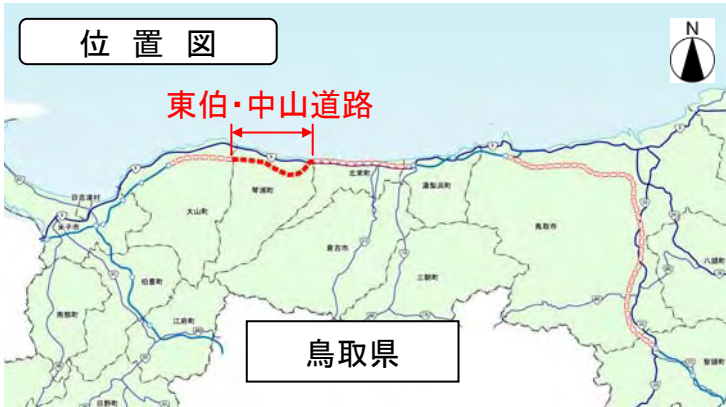 位置図
N
東伯・中山道路
日吉津村
米子市
大山町
琴浦町
北栄町
湯梨浜町
鳥取市
八頭町
伯耆町
倉吉市
三朝町
南部町
江府町
鳥取県
智頭町
日野町